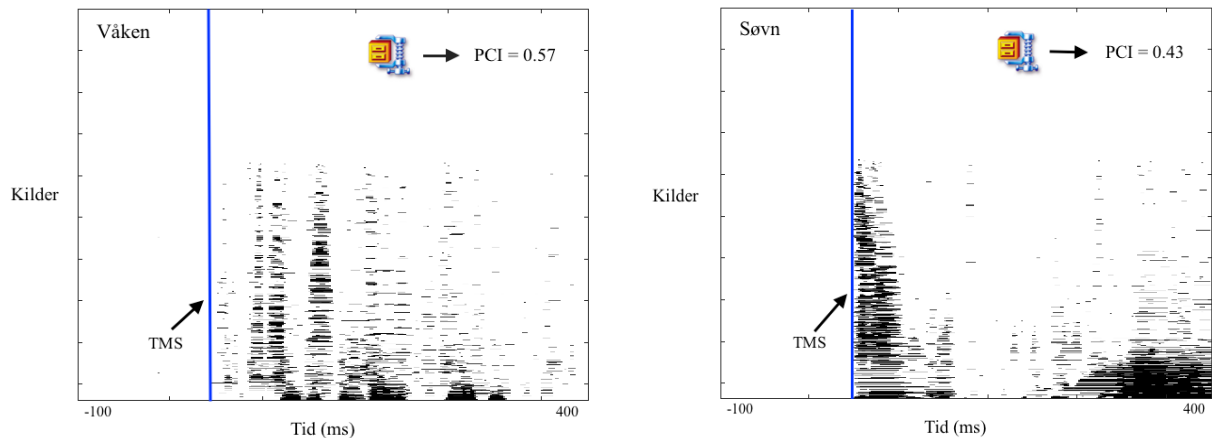 Våken
PCI = 0.57
Kilder
TMS
-100
400
Tid (ms)
Søvn
PCI = 0.43
Kilder
TMS
-100
400
Tid (ms)